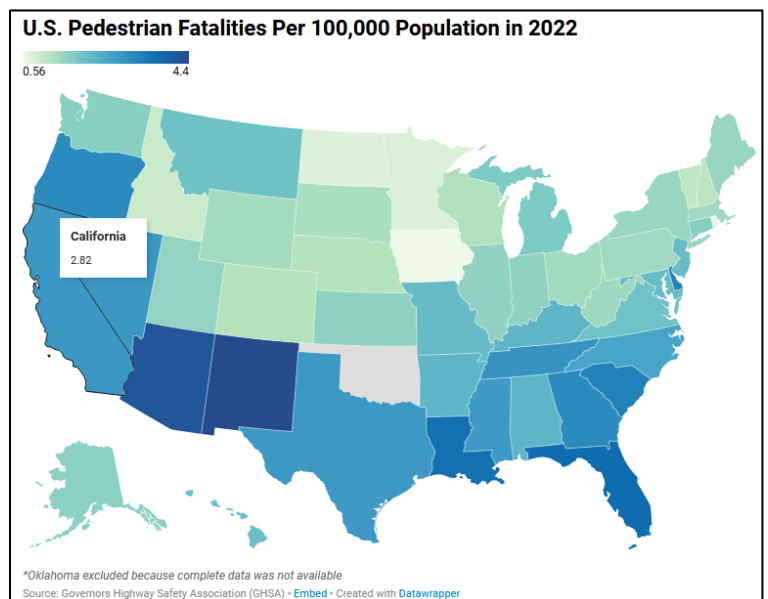 U.S. Pedestrian Fatalities Per 100,000 Population in 2022
0.56 4.4
California
2.82
*Oklahoma excluded because complete data was not available
Source: Governors Highway Safety Association (GHSA) • Embed • Created with Datawrapper